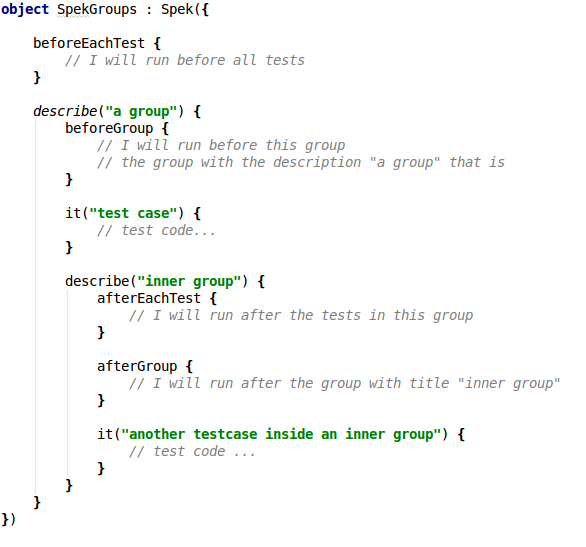 object SpekGroups : Spek({
beforeEachTest {
// I will run before all tests
}
describe("a group") {
beforeGroup {
// I will run before this group
// the group with the description "a group" that is
}
it("test case") {
// test code...
}
describe("inner group") {
afterEachTest {
// I will run after the tests in this group
}
afterGroup {
// I will run after the group with title "inner group"
}
it("another testcase inside an inner group") {
// test code ...
}
}
}
})